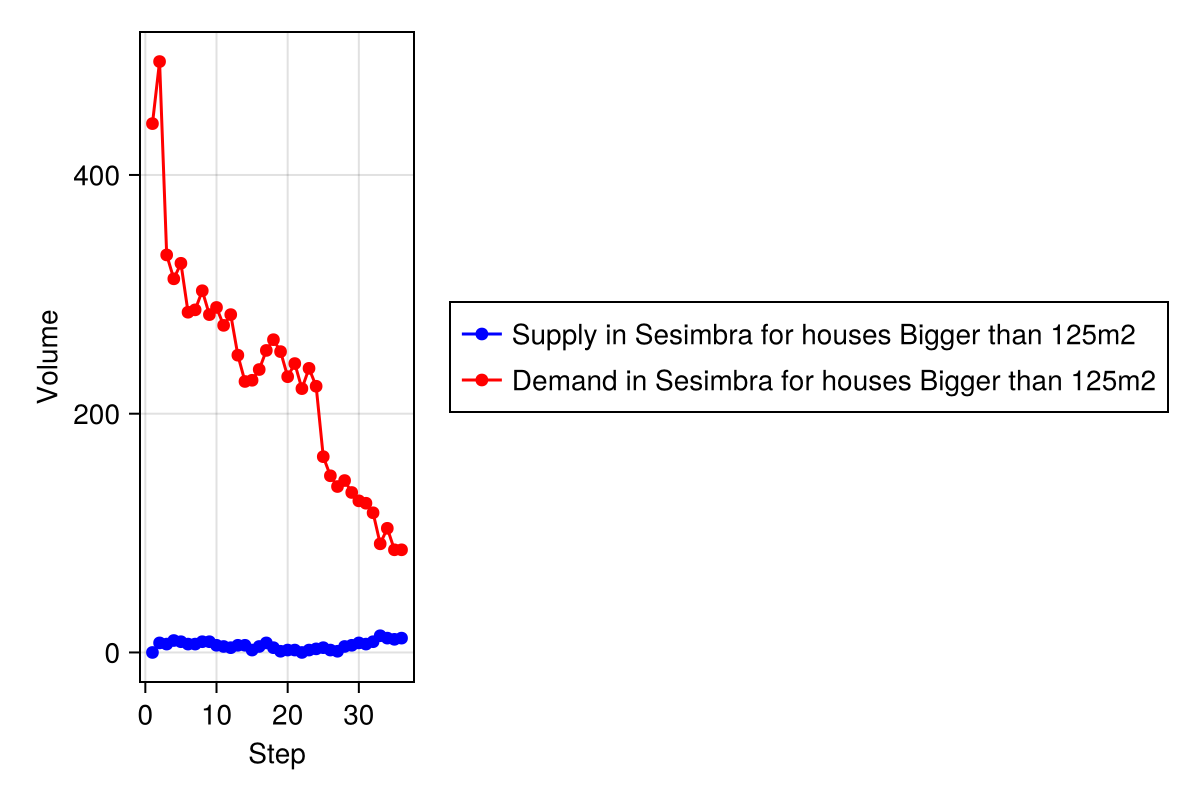 400
200
0
Volume
0 10 20 30
Step
Supply in Sesimbra for houses Bigger than 125m2
Demand in Sesimbra for houses Bigger than 125m2